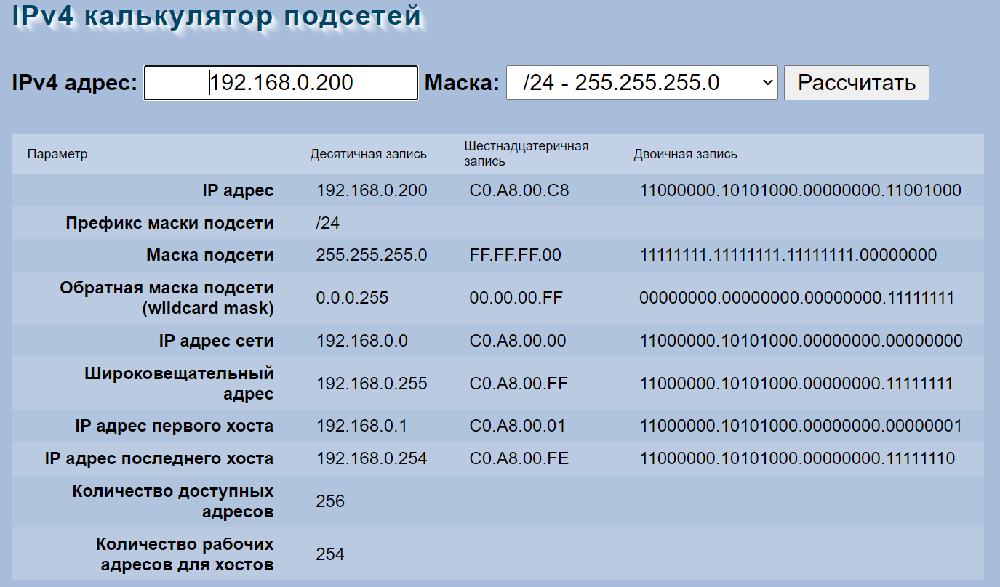 IPv4 калькулятор подсетей
IPv4 адрес: 192.168.0.200 Маска: /24 - 255.255.255.0 Рассчитать
Параметр Десятичная запись Шестнадцатеричная запись Двоичная запись
IP адрес 192.168.0.200 C0.A8.00.C8 11000000.10101000.00000000.11001000
Префикс маски подсети /24
Маска подсети 255.255.255.0 FF.FF.FF.00 11111111.11111111.11111111.00000000
Обратная маска подсети
(wildcard mask) 0.0.0.255 00.00.00.FF 00000000.00000000.00000000.11111111
IP адрес сети 192.168.0.0 C0.A8.00.00 11000000.10101000.00000000.00000000
Широковещательный
адрес 192.168.0.255 C0.A8.00.FF 11000000.10101000.00000000.11111111
IP адрес первого хоста 192.168.0.1 C0.A8.00.01 11000000.10101000.00000000.00000001
IP адрес последнего хоста 192.168.0.254 C0.A8.00.FE 11000000.10101000.00000000.11111110
Количество доступных
адресов 256
Количество рабочих
адресов для хостов 254